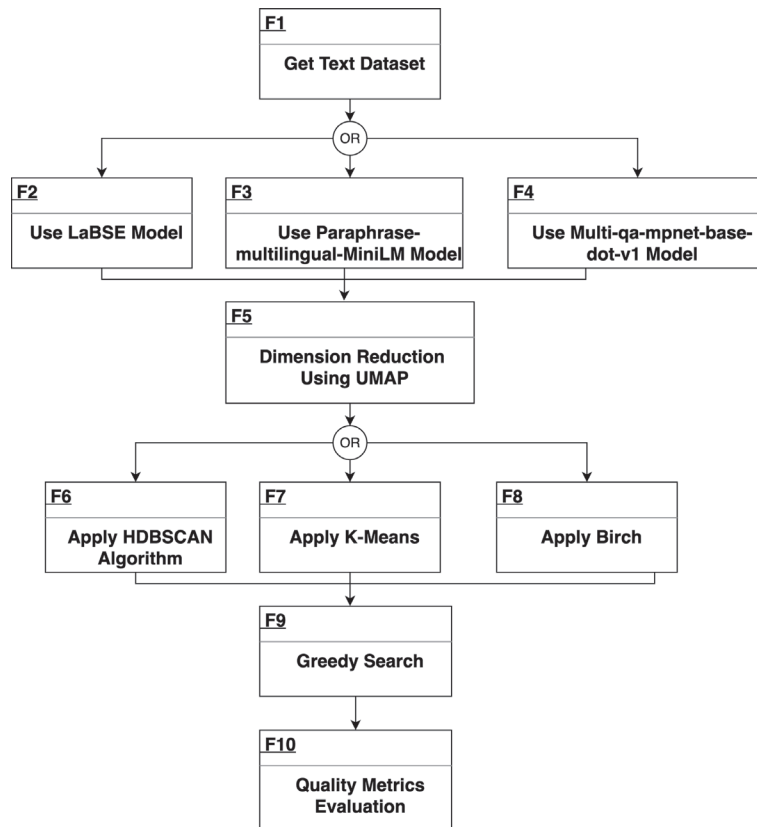 F1
Get Text Dataset
OR
F2
Use LaBSE Model
F3
Use Paraphrase-
multilingual-MiniLM Model
F4
Use Multi-qa-mpnet-base-
dot-v1 Model
F5
Dimension Reduction
Using UMAP
OR
F6
Apply HDBSCAN
Algorithm
F7
Apply K-Means
F8
Apply Birch
F9
Greedy Search
F10
Quality Metrics
Evaluation